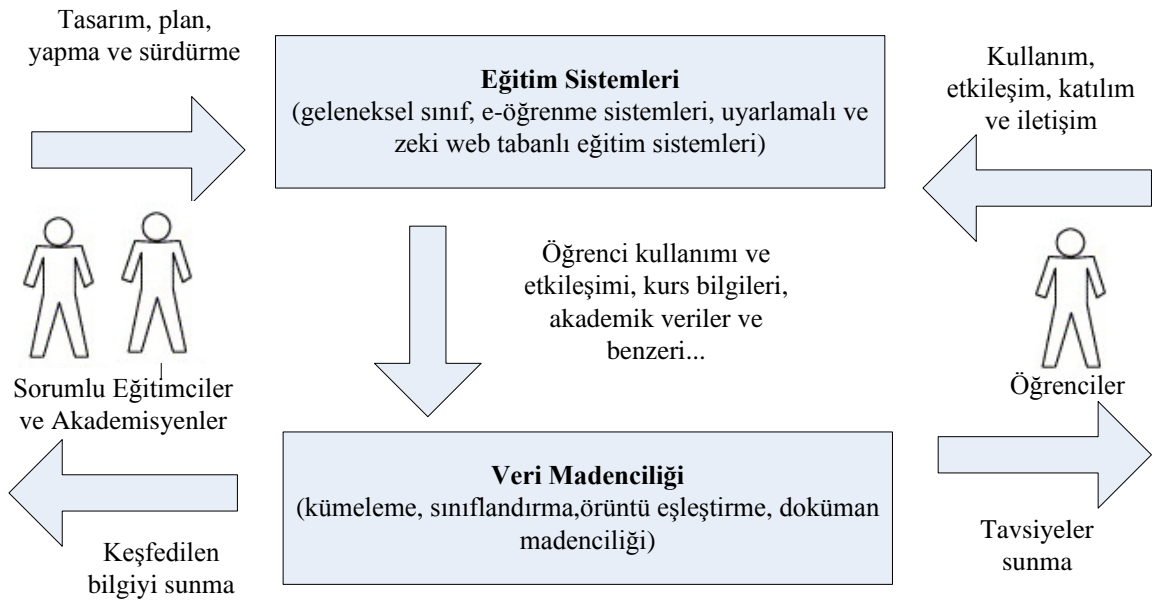 Tasarım, plan,
yapma ve sürdürme
Eğitim Sistemleri
(geleneksel sınıf, e-öğrenme sistemleri, uyarlamalı ve
zeki web tabanlı eğitim sistemleri)
Kullanım,
etkileşim, katılım
ve iletişim
Öğrenci kullanımı ve
etkileşimi, kurs bilgileri,
akademik veriler ve
benzeri...
Sorumlu Eğitimciler
ve Akademisyenler
Öğrenciler
Veri Madenciliği
(kümeleme, sınıflandırma,örüntü eşleştirme, doküman
madenciliği)
Keşfedilen
bilgiyi sunma
Tavsiyeler
sunma